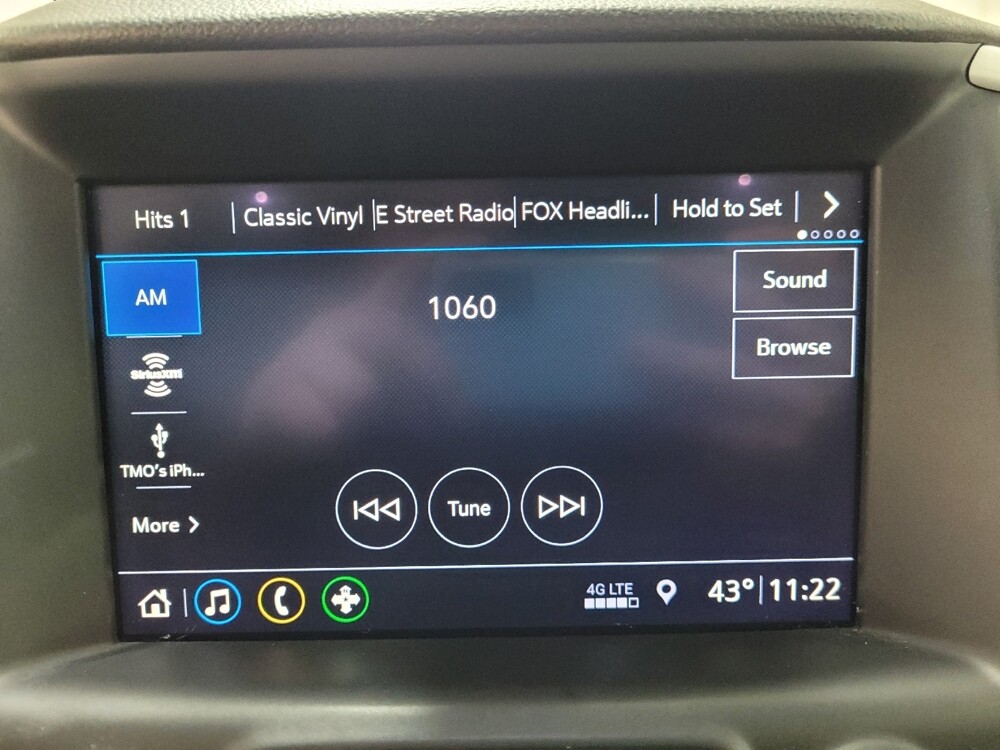 Hits 1
Classic Vinyl
E Street Radio
FOX Headli...
Hold to Set
AM
1060
Sound
Browse
SiriusXM
TMO's iPh...
More
Tune
4G LTE
43° 11:22